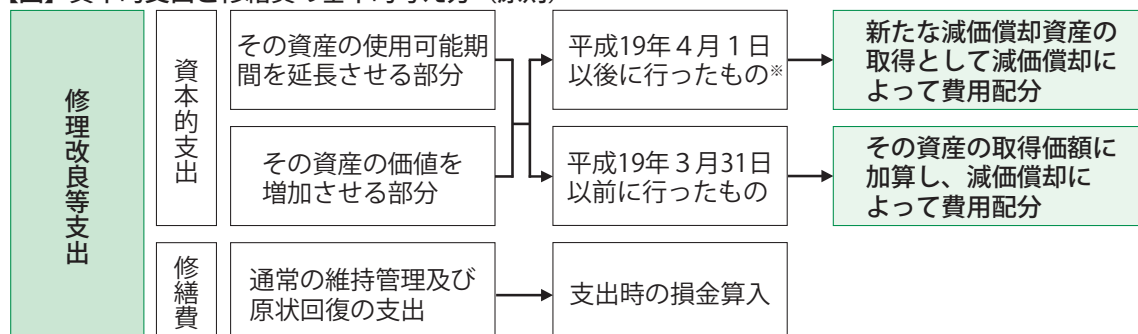 【図】資本的支出と修繕費の基本的考え方（原則）
修理改良等支出
資本的支出
その資産の使用可能期
間を延長させる部分
その資産の価値を
増加させる部分
平成19年４月１日
以後に行ったもの※
平成19年３月31日
以前に行ったもの
新たな減価償却資産の
取得として減価償却に
よって費用配分
その資産の取得価額に
加算し、減価償却に
よって費用配分
修繕費
通常の維持管理及び
原状回復の支出
支出時の損金算入